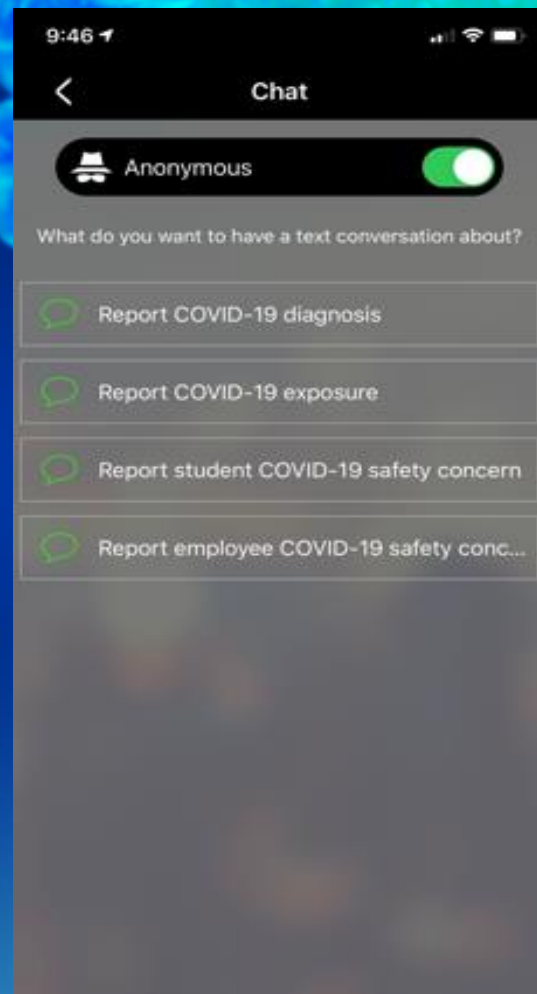 9:46
Chat
Anonymous
What do you want to have a text conversation about?
Report COVID-19 diagnosis
Report COVID-19 exposure
Report student COVID-19 safety concern
Report employee COVID-19 safety conc...